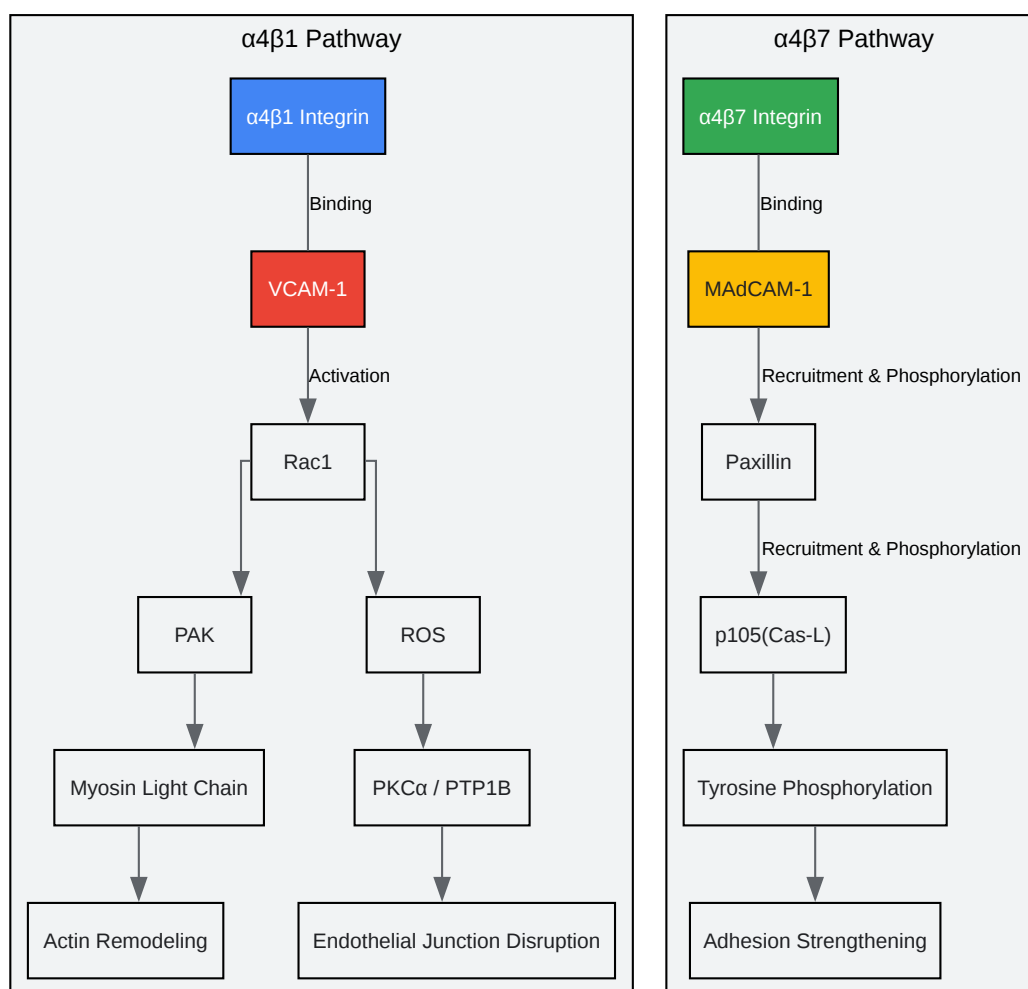 α4β1 Pathway
α4β1 Integrin
Binding
VCAM-1
Activation
Rac1
PAK
ROS
Myosin Light Chain
PKCα / PTP1B
Actin Remodeling
Endothelial Junction Disruption
α4β7 Pathway
α4β7 Integrin
Binding
MAdCAM-1
Recruitment & Phosphorylation
Paxillin
Recruitment & Phosphorylation
p105(Cas-L)
Tyrosine Phosphorylation
Adhesion Strengthening